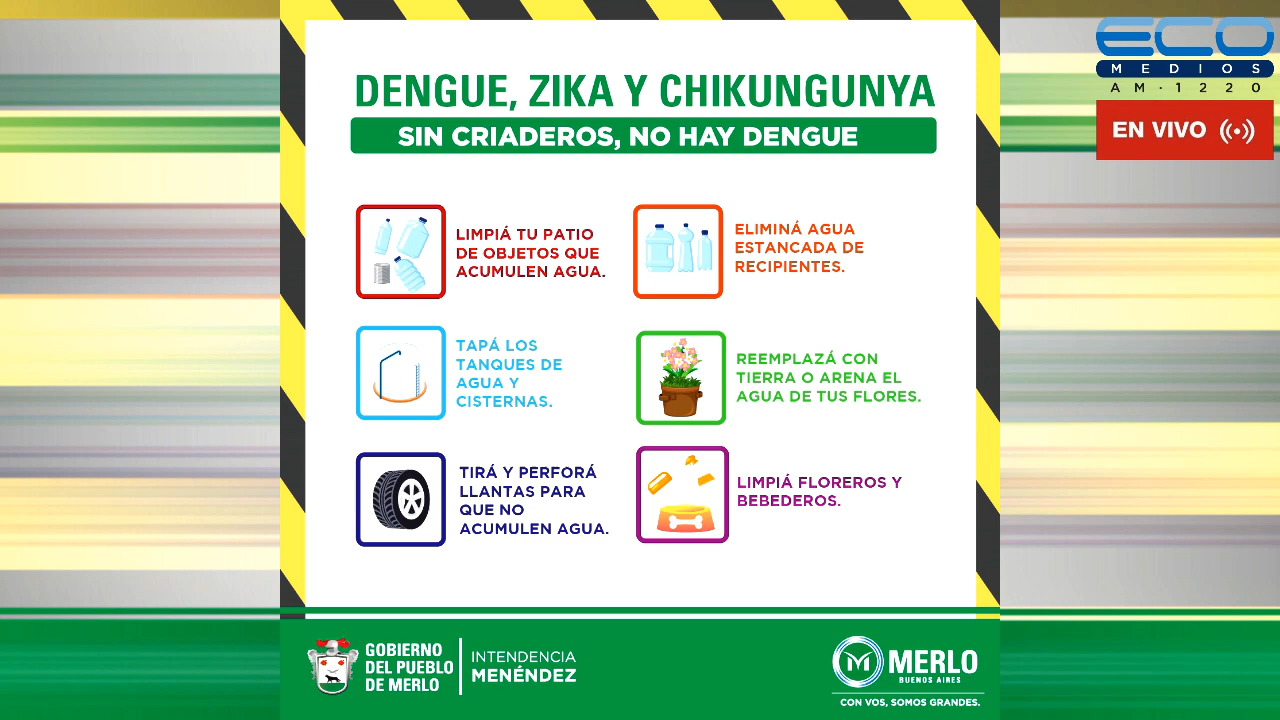 ECO
MEDIOS
AM·1220
EN VIVO
DENGUE, ZIKA Y CHIKUNGUNYA
SIN CRIADEROS, NO HAY DENGUE
LIMPIÁ TU PATIO
DE OBJETOS QUE
ACUMULEN AGUA.
ELIMINÁ AGUA
ESTANCADA DE
RECIPIENTES.
TAPÁ LOS
TANQUES DE
AGUA Y
CISTERNAS.
REEMPLAZÁ CON
TIERRA O ARENA EL
AGUA DE TUS FLORES.
TIRÁ Y PERFORÁ
LLANTAS PARA
QUE NO
ACUMULEN AGUA.
LIMPIÁ FLOREROS Y
BEBEDEROS.
GOBIERNO
DEL PUEBLO
DE MERLO
INTENDENCIA
MENÉNDEZ
MERLO
BUENOS AIRES
CON VOS, SOMOS GRANDES.